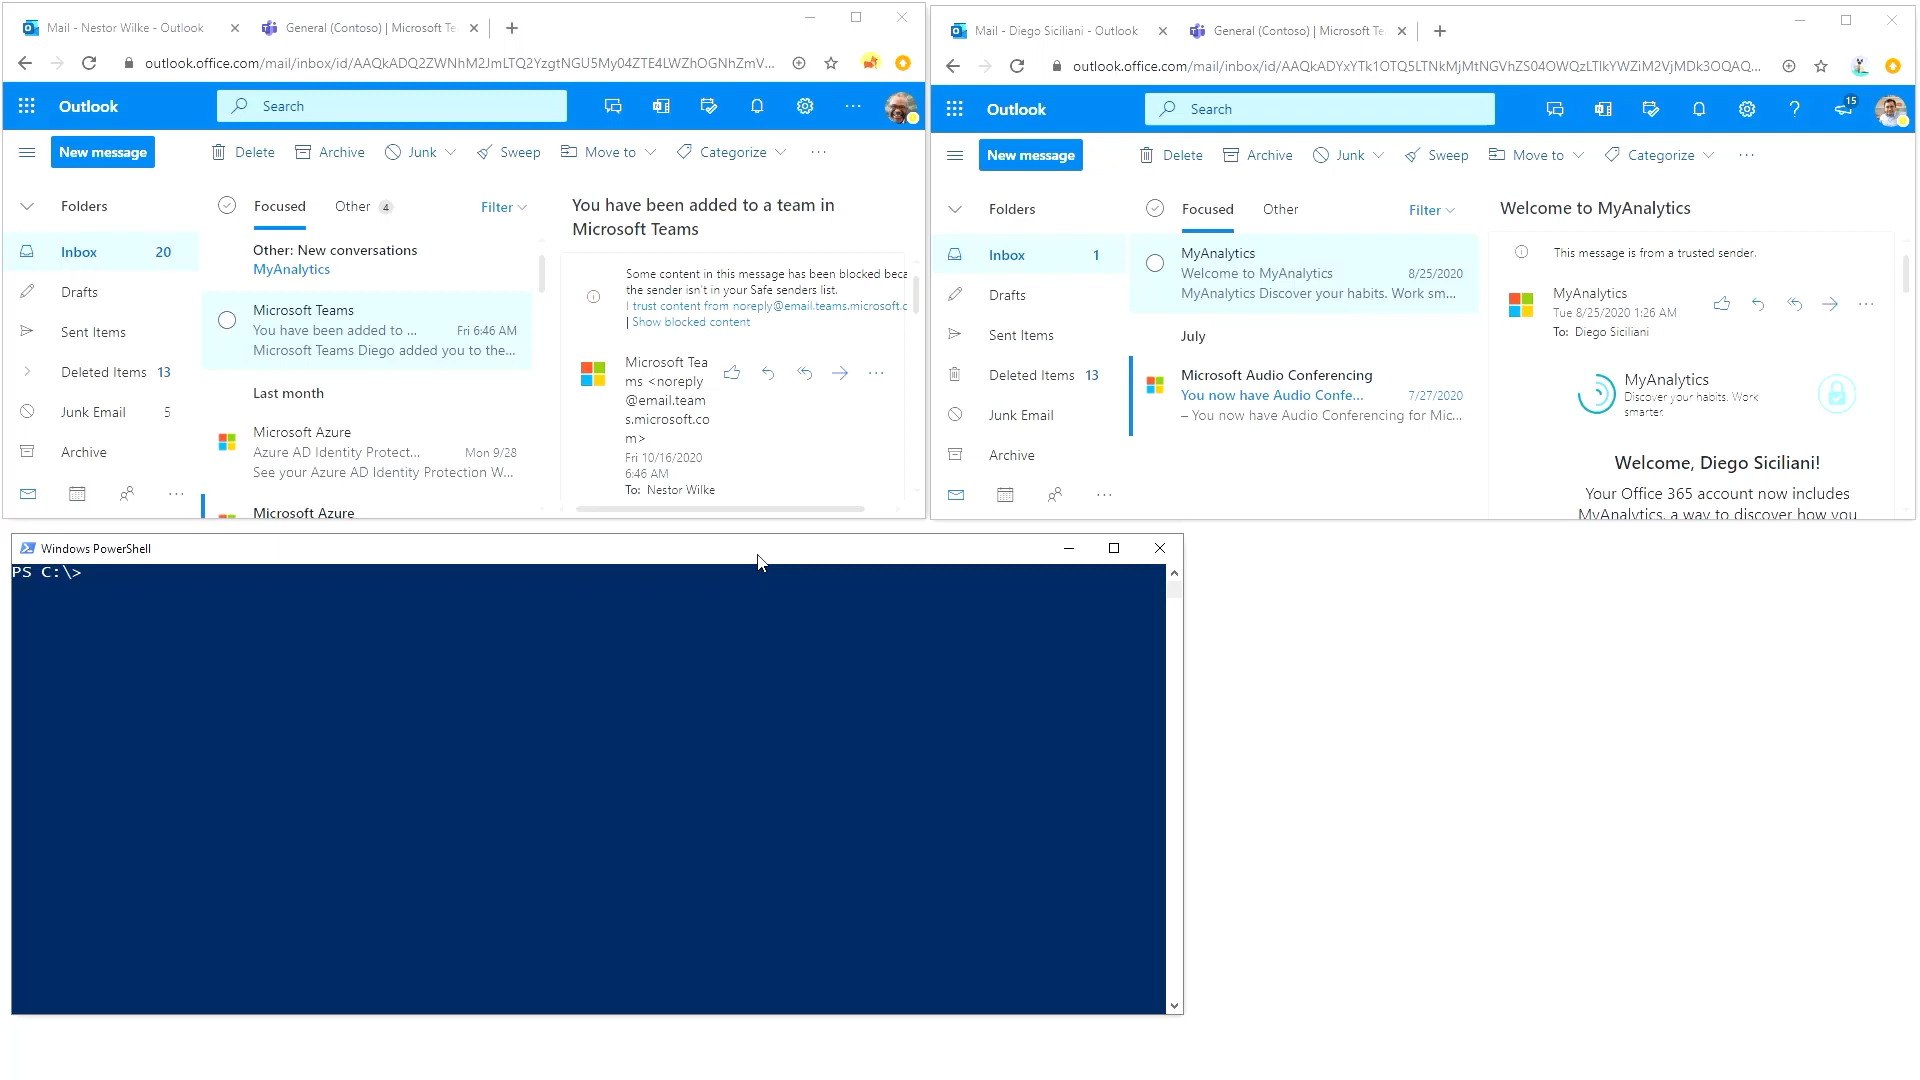 Mail - Nestor Wilke - Outlook
General (Contoso) | Microsoft Te
outlook.office.com/mail/inbox/id/AAQkADQ2ZWNhM2JmLTQ2YzgtNGU5My04ZTE4LWZhOGNhZmV...
Outlook
Search
New message
Delete
Archive
Junk
Sweep
Move to
Categorize
Folders
Inbox 20
Drafts
Sent Items
Deleted Items 13
Junk Email 5
Archive
Focused
Other 4
Filter
Other: New conversations
MyAnalytics
Microsoft Teams
You have been added to ... Fri 6:46 AM
Microsoft Teams Diego added you to the...
Last month
Microsoft Azure
Azure AD Identity Protect... Mon 9/28
See your Azure AD Identity Protection W...
Microsoft Azure
You have been added to a team in
Microsoft Teams
Some content in this message has been blocked beca
the sender isn't in your Safe senders list.
I trust content from noreply@email.teams.microsoft.c
| Show blocked content
Microsoft Tea
ms <noreply
@email.team
s.microsoft.co
m>
Fri 10/16/2020
6:46 AM
To: Nestor Wilke
Mail - Diego Siciliani - Outlook
General (Contoso) | Microsoft Te
outlook.office.com/mail/inbox/id/AAQkADYxYTk1OTQ5LTNkMjMtNGVhZS04OWQzLTlkYWZiM2VjMDk3OQAQ...
Outlook
Search
15
New message
Delete
Archive
Junk
Sweep
Move to
Categorize
Folders
Inbox 1
Drafts
Sent Items
Deleted Items 13
Junk Email
Archive
Focused
Other
Filter
MyAnalytics
Welcome to MyAnalytics 8/25/2020
MyAnalytics Discover your habits. Work sm...
July
Microsoft Audio Conferencing
You now have Audio Confe... 7/27/2020
– You now have Audio Conferencing for Mic...
Welcome to MyAnalytics
This message is from a trusted sender.
MyAnalytics
Tue 8/25/2020 1:26 AM
To: Diego Siciliani
MyAnalytics
Discover your habits. Work
smarter.
Welcome, Diego Siciliani!
Your Office 365 account now includes
MyAnalytics, a way to discover how you
Windows PowerShell
PS C:\>